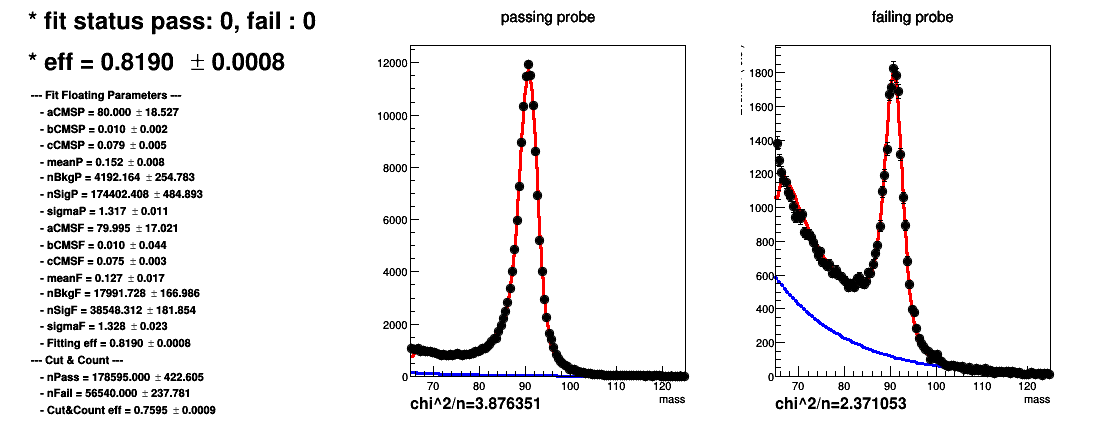 * fit status pass: 0, fail : 0
* eff = 0.8190 ± 0.0008
--- Fit Floating Parameters ---
- aCMSP = 80.000 ± 18.527
- bCMSP = 0.010 ± 0.002
- cCMSP = 0.079 ± 0.005
- meanP = 0.152 ± 0.008
- nBkgP = 4192.164 ± 254.783
- nSigP = 174402.408 ± 484.893
- sigmaP = 1.317 ± 0.011
- aCMSF = 79.995 ± 17.021
- bCMSF = 0.010 ± 0.044
- cCMSF = 0.075 ± 0.003
- meanF = 0.127 ± 0.017
- nBkgF = 17991.728 ± 166.986
- nSigF = 38548.312 ± 181.854
- sigmaF = 1.328 ± 0.023
- Fitting eff = 0.8190 ± 0.0008
--- Cut & Count ---
- nPass = 178595.000 ± 422.605
- nFail = 56540.000 ± 237.781
- Cut&Count eff = 0.7595 ± 0.0009
passing probe
12000
10000
8000
6000
4000
2000
0
70 80 90 100 110 120
mass
chi^2/n=3.876351
failing probe
1800
1600
1400
1200
1000
800
600
400
200
0
70 80 90 100 110 120
mass
chi^2/n=2.371053